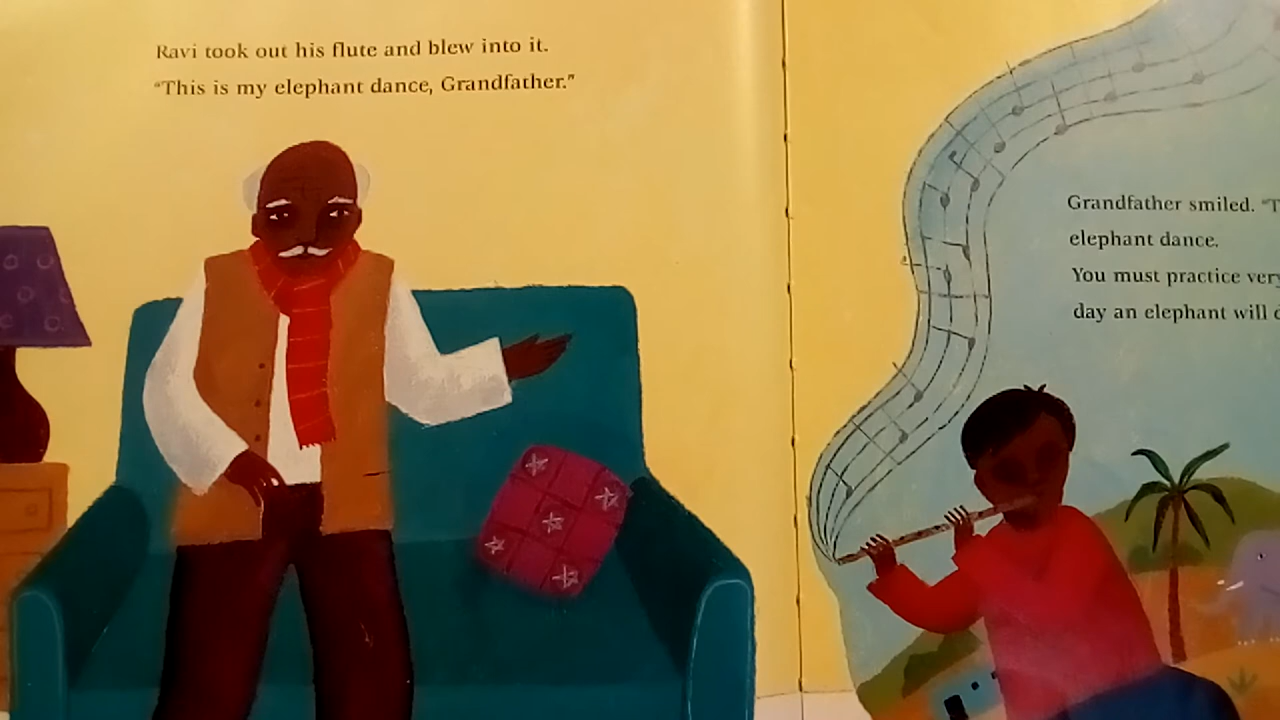 Ravi took out his flute and blew into it.
"This is my elephant dance, Grandfather."
Grandfather smiled.
elephant dance.
You must practice very
day an elephant will